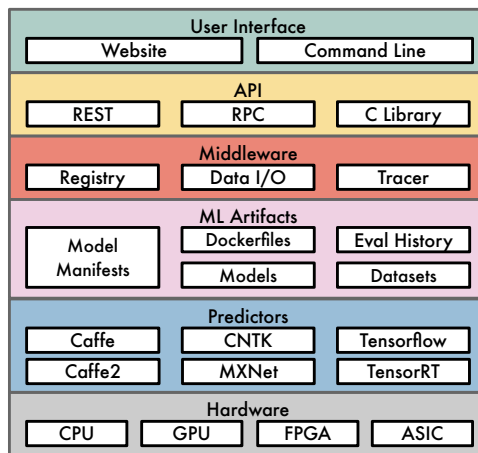 User Interface
Website Command Line
API
REST RPC C Library
Middleware
Registry Data I/O Tracer
ML Artifacts
Model Manifests
Dockerfiles Eval History
Models Datasets
Predictors
Caffe CNTK Tensorflow
Caffe2 MXNet TensorRT
Hardware
CPU GPU FPGA ASIC